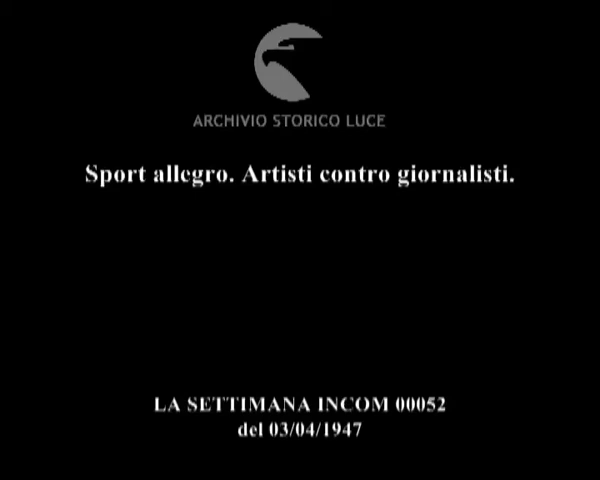 ARCHIVIO STORICO LUCE
Sport allegro. Artisti contro giornalisti.
LA SETTIMANA INCOM 00052
del 03/04/1947